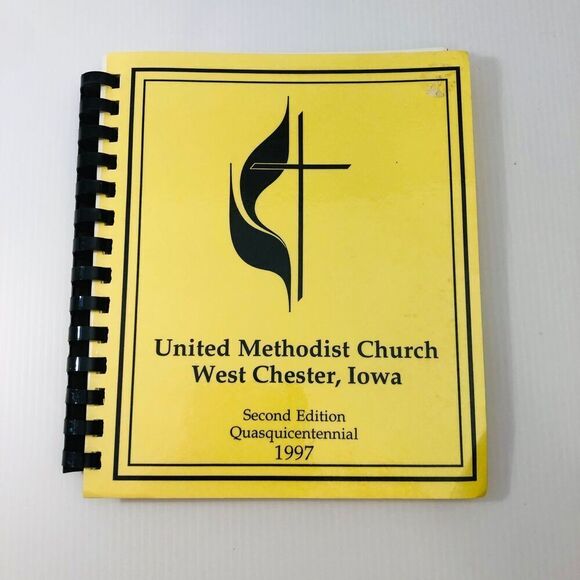 United Methodist Church
West Chester, Iowa
Second Edition
Quasquicentennial
1997